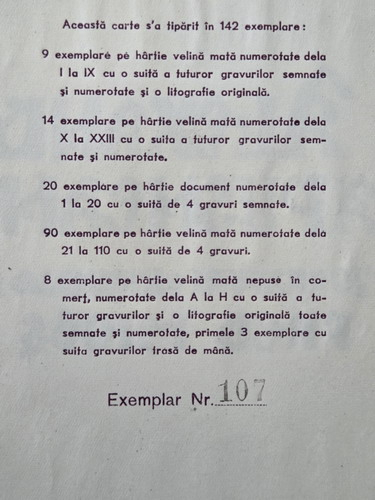 Această carte s'a tipărit în 142 exemplare:
9 exemplare pe hârtie velină mată numerotate dela
I la IX cu o suită a tuturor gravurilor semnate
și numerotate și o litografie originală.
14 exemplare pe hârtie velină mată numerotate dela
X la XXIII cu o suita a tuturor gravurilor sem-
nate și numerotate.
20 exemplare pe hârtie document numerotate dela
1 la 20 cu o suită de 4 gravuri semnate.
90 exemplare pe hârtie velină mată numerotate dela
21 la 110 cu o suită de 4 gravuri.
8 exemplare pe hârtie velină mată nepuse în co-
merț, numerotate dela A la H cu o suită a tu-
turor gravurilor și o litografie originală toate
semnate și numerotate, primele 3 exemplare cu
suita gravurilor trasă de mână.
Exemplar Nr. 107